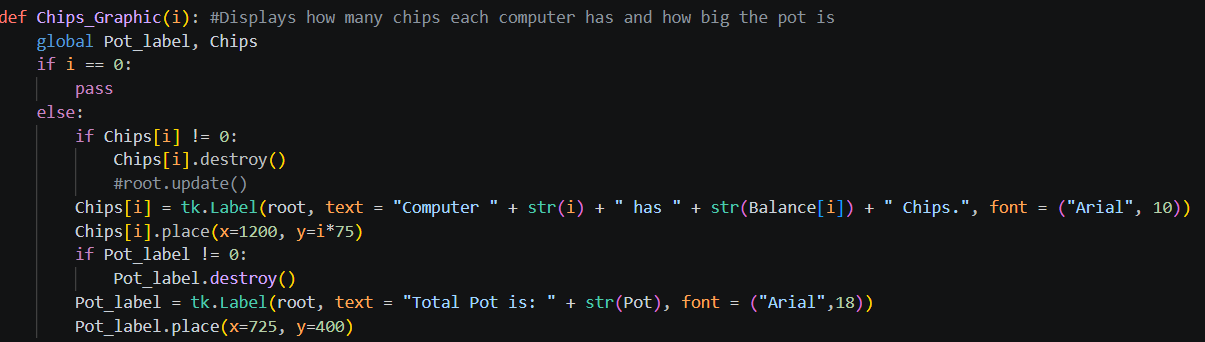 def Chips_Graphic(i): #Displays how many chips each computer has and how big the pot is
    global Pot_label, Chips
    if i == 0:
        pass
    else:
        if Chips[i] != 0:
            Chips[i].destroy()
            #root.update()
        Chips[i] = tk.Label(root, text = "Computer " + str(i) + " has " + str(Balance[i]) + " Chips.", font = ("Arial", 10))
        Chips[i].place(x=1200, y=i*75)
        if Pot_label != 0:
            Pot_label.destroy()
        Pot_label = tk.Label(root, text = "Total Pot is: " + str(Pot), font = ("Arial",18))
        Pot_label.place(x=725, y=400)